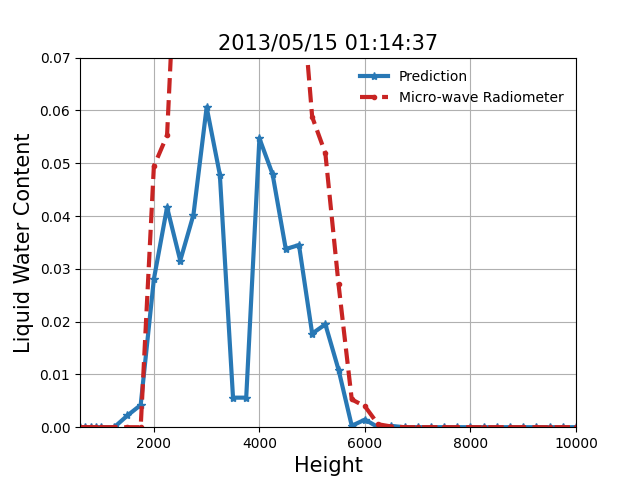 2013/05/15 01:14:37
0.07
0.06
0.05
0.04
0.03
0.02
0.01
0.00
Liquid Water Content
Prediction
Micro-wave Radiometer
2000 4000 6000 8000 10000
Height